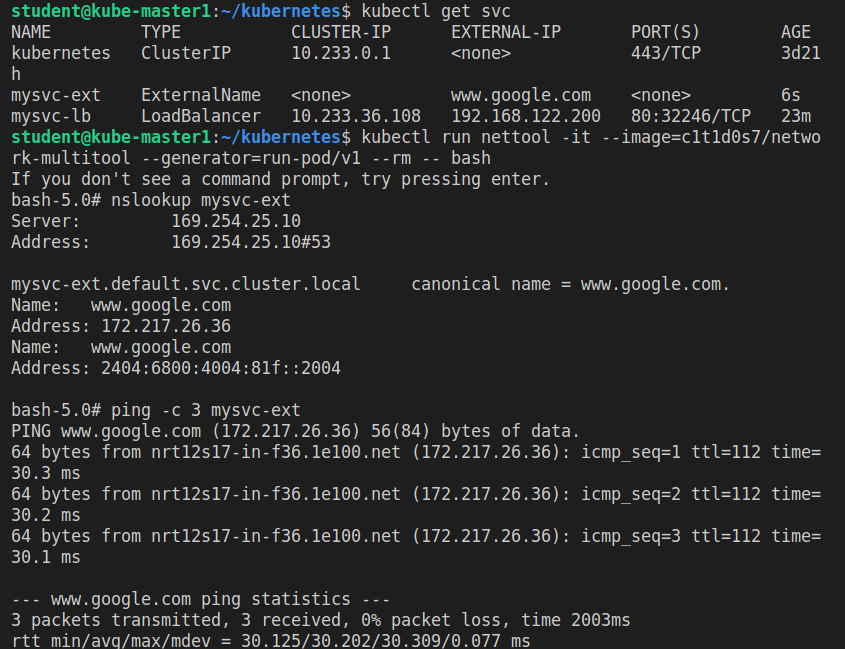 student@kube-master1:~/kubernetes$ kubectl get svc
NAME         TYPE           CLUSTER-IP      EXTERNAL-IP       PORT(S)        AGE
kubernetes   ClusterIP      10.233.0.1      <none>            443/TCP        3d21
h
mysvc-ext    ExternalName   <none>          www.google.com    <none>         6s
mysvc-lb     LoadBalancer   10.233.36.108   192.168.122.200   80:32246/TCP   23m
student@kube-master1:~/kubernetes$ kubectl run nettool -it --image=c1t1d0s7/netwo
rk-multitool --generator=run-pod/v1 --rm -- bash
If you don't see a command prompt, try pressing enter.
bash-5.0# nslookup mysvc-ext
Server:         169.254.25.10
Address:        169.254.25.10#53

mysvc-ext.default.svc.cluster.local     canonical name = www.google.com.
Name:   www.google.com
Address: 172.217.26.36
Name:   www.google.com
Address: 2404:6800:4004:81f::2004

bash-5.0# ping -c 3 mysvc-ext
PING www.google.com (172.217.26.36) 56(84) bytes of data.
64 bytes from nrt12s17-in-f36.1e100.net (172.217.26.36): icmp_seq=1 ttl=112 time=
30.3 ms
64 bytes from nrt12s17-in-f36.1e100.net (172.217.26.36): icmp_seq=2 ttl=112 time=
30.2 ms
64 bytes from nrt12s17-in-f36.1e100.net (172.217.26.36): icmp_seq=3 ttl=112 time=
30.1 ms

--- www.google.com ping statistics ---
3 packets transmitted, 3 received, 0% packet loss, time 2003ms
rtt min/avg/max/mdev = 30.125/30.202/30.309/0.077 ms